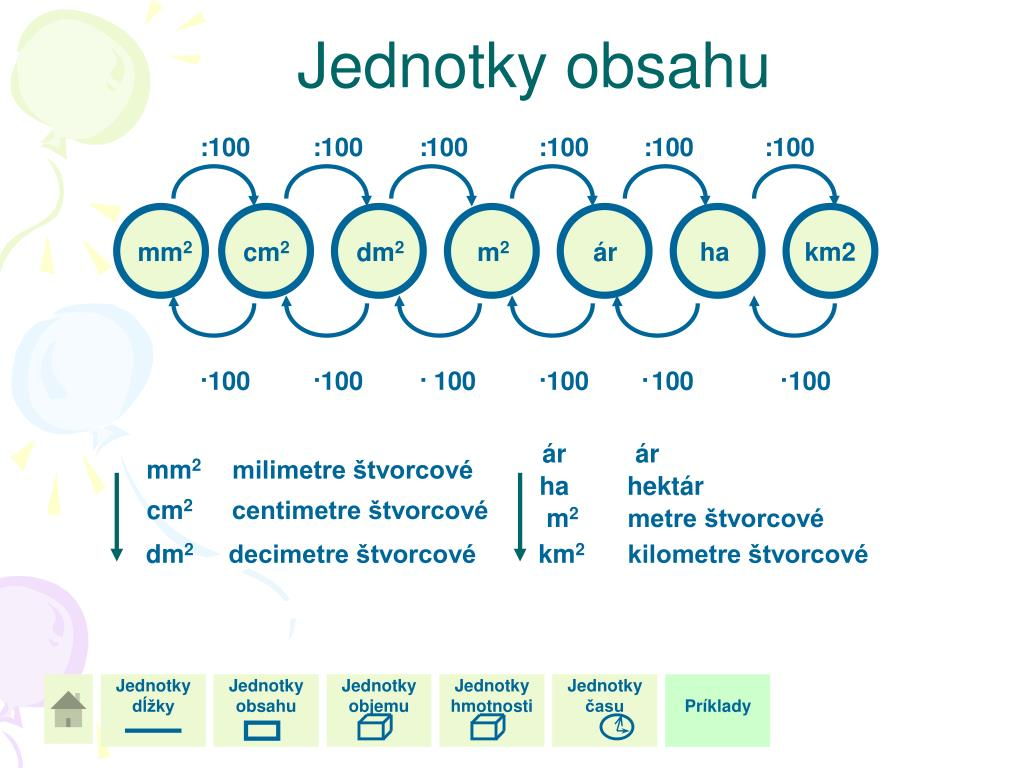 Jednotky obsahu
:100 :100 :100 :100 :100 :100
mm² cm² dm² m² ár ha km2
·100 ·100 · 100 ·100 ·100 ·100
mm² milimetre štvorcové
cm² centimetre štvorcové
dm² decimetre štvorcové
ár ár
ha hektár
m² metre štvorcové
km² kilometre štvorcové
Jednotky
dĺžky
Jednotky
obsahu
Jednotky
objemu
Jednotky
hmotnosti
Jednotky
času
Príklady